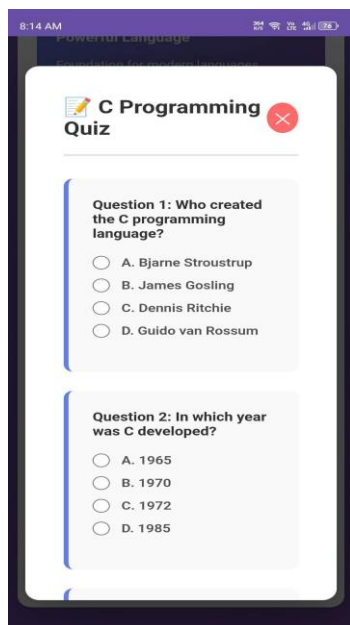 8:14 AM
Powerful Language
Foundation for modern languages
📝 C Programming
Quiz
Question 1: Who created
the C programming
language?
A. Bjarne Stroustrup
B. James Gosling
C. Dennis Ritchie
D. Guido van Rossum
Question 2: In which year
was C developed?
A. 1965
B. 1970
C. 1972
D. 1985